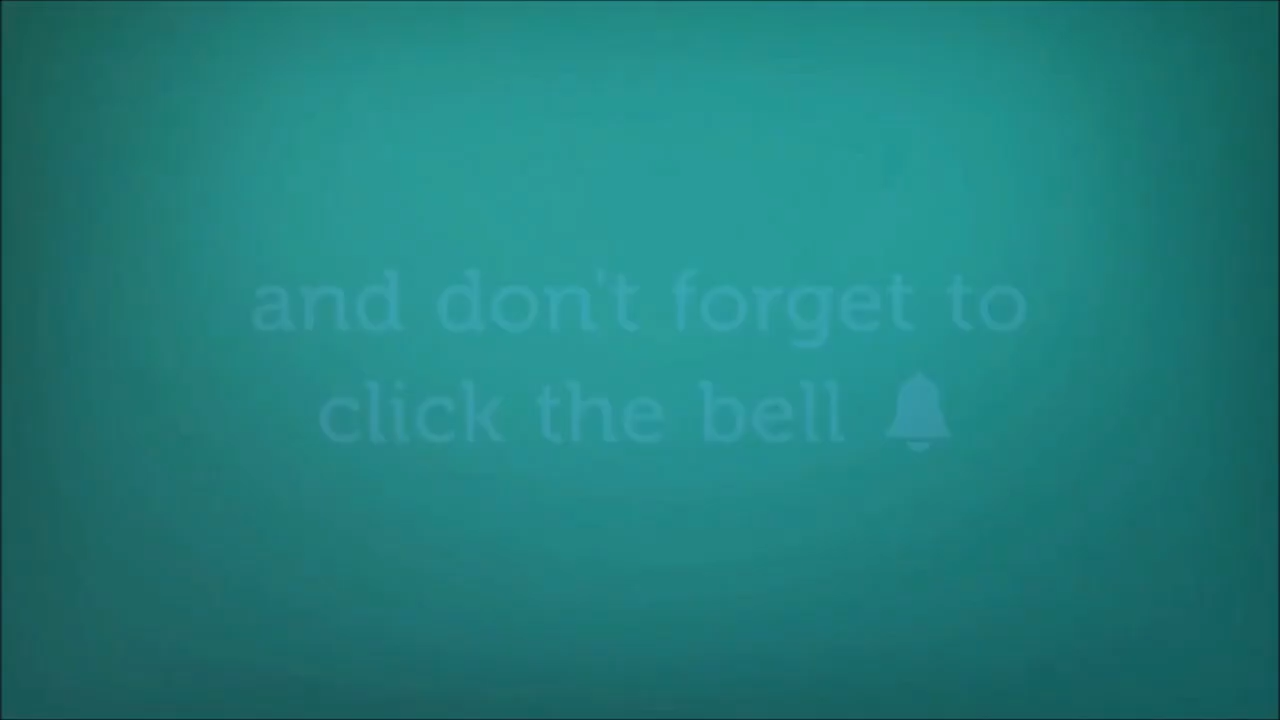 and don't forget to
click the bell 🔔